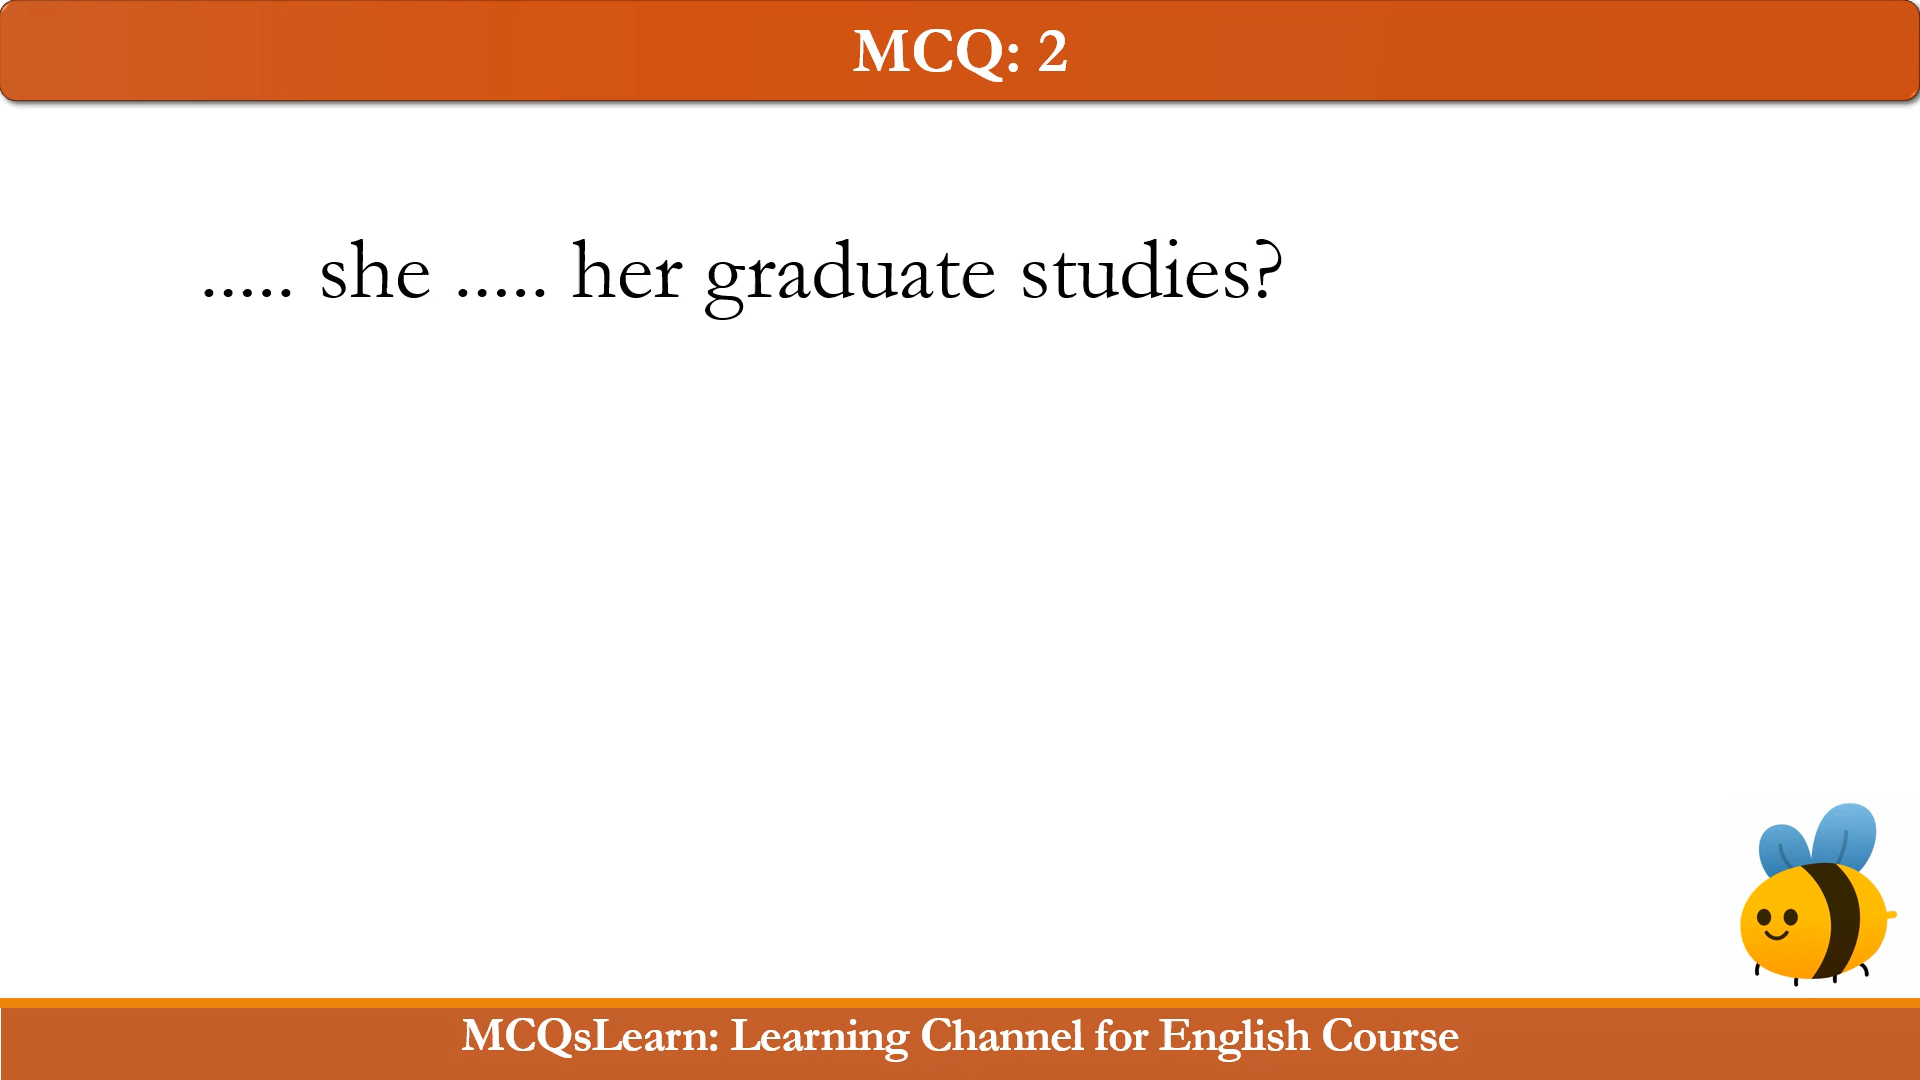 MCQ: 2
..... she ..... her graduate studies?
MCQsLearn: Learning Channel for English Course